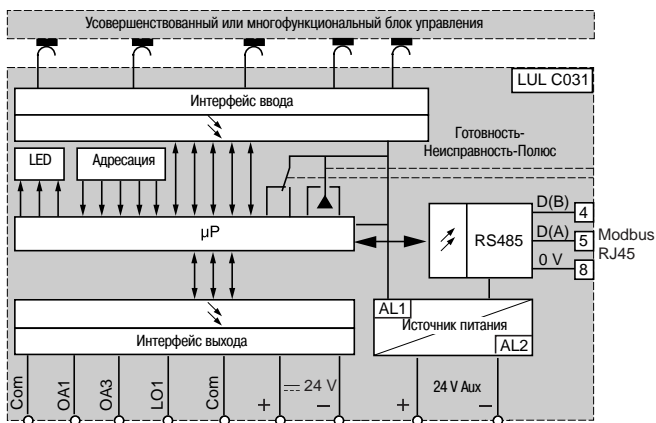 Усовершенствованный или многофункциональный блок управления
LUL C031
Интерфейс ввода
Готовность-
Неисправность-Полюс
LED
Адресация
µP
RS485
D(B)
4
D(A)
5
0 V
8
Modbus
RJ45
AL1
Источник питания
AL2
Интерфейс выхода
Com
OA1
OA3
LO1
Com
+
24 V
–
+
24 V Aux
–